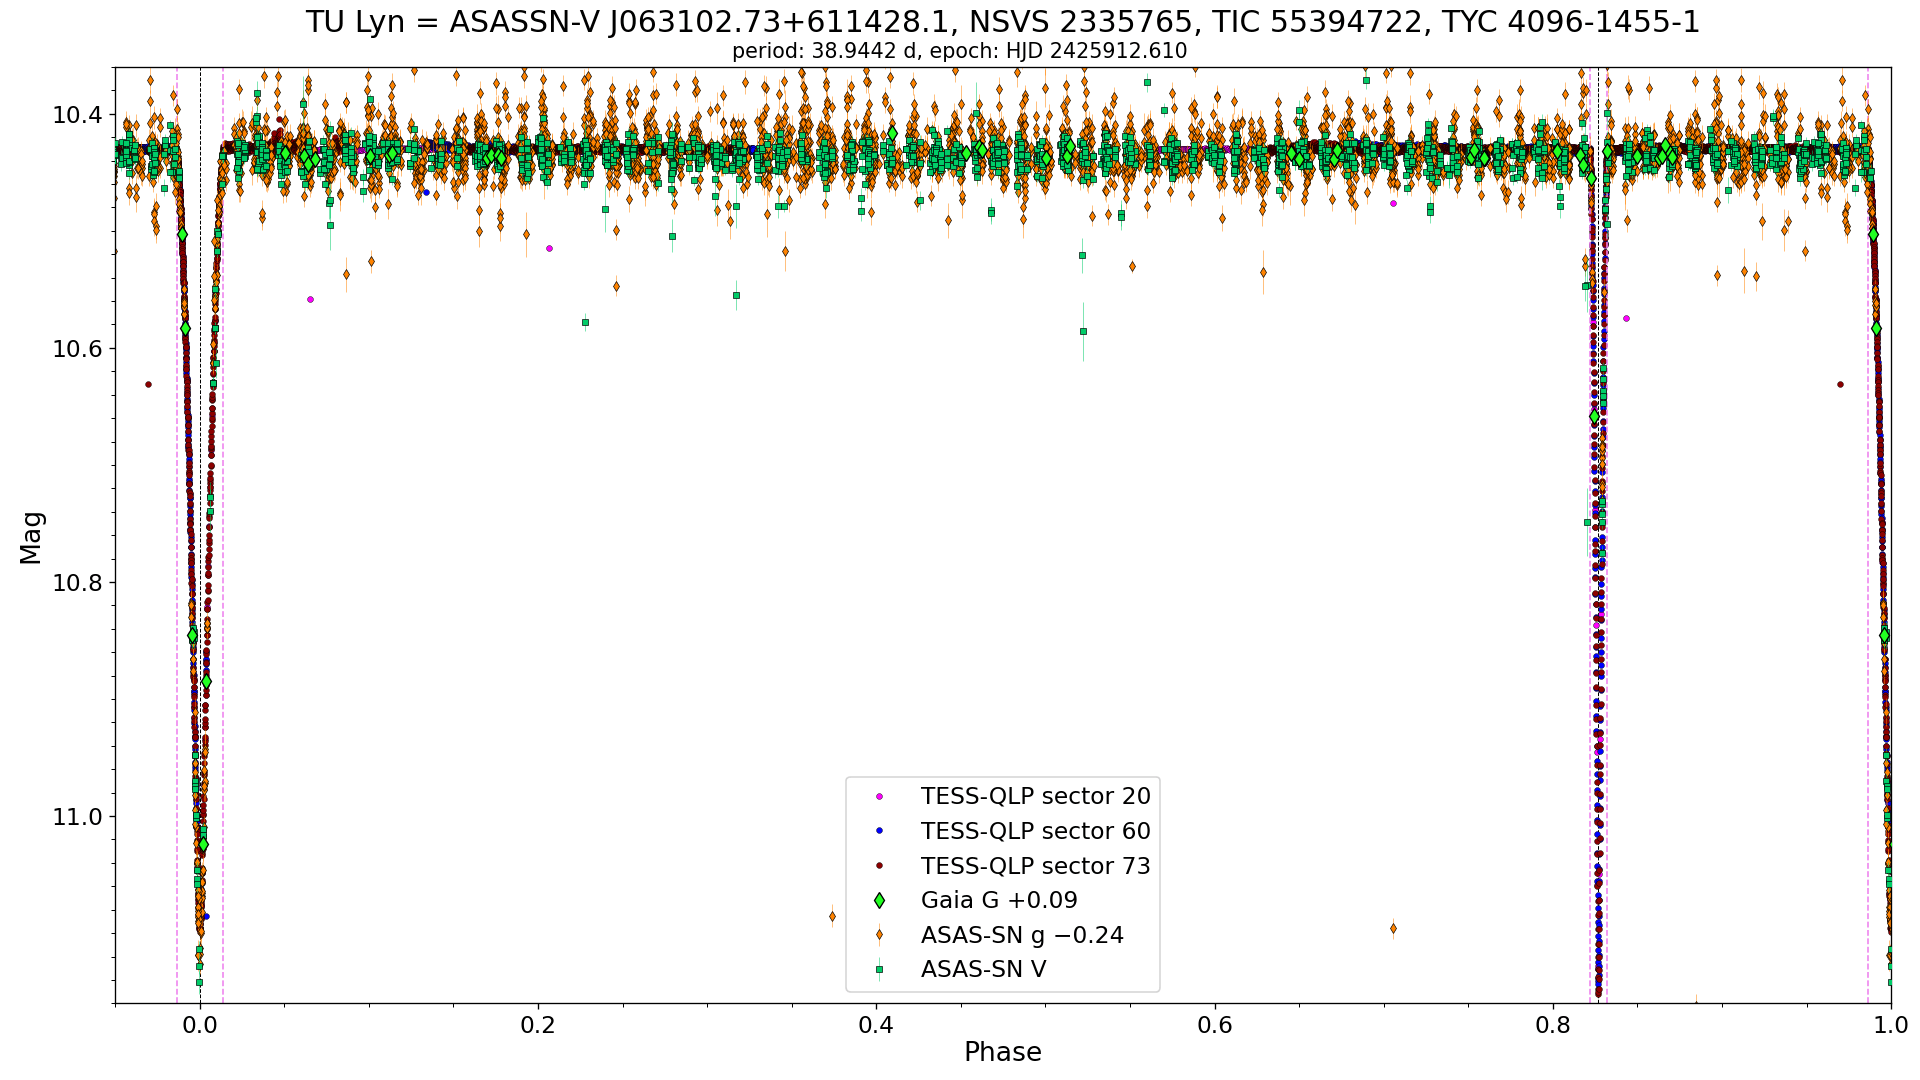 TU Lyn = ASASSN-V J063102.73+611428.1, NSVS 2335765, TIC 55394722, TYC 4096-1455-1
period: 38.9442 d, epoch: HJD 2425912.610
Mag
10.4
10.6
10.8
11.0
TESS-QLP sector 20
TESS-QLP sector 60
TESS-QLP sector 73
Gaia G +0.09
ASAS-SN g −0.24
ASAS-SN V
0.0 0.2 0.4 0.6 0.8 1.0
Phase